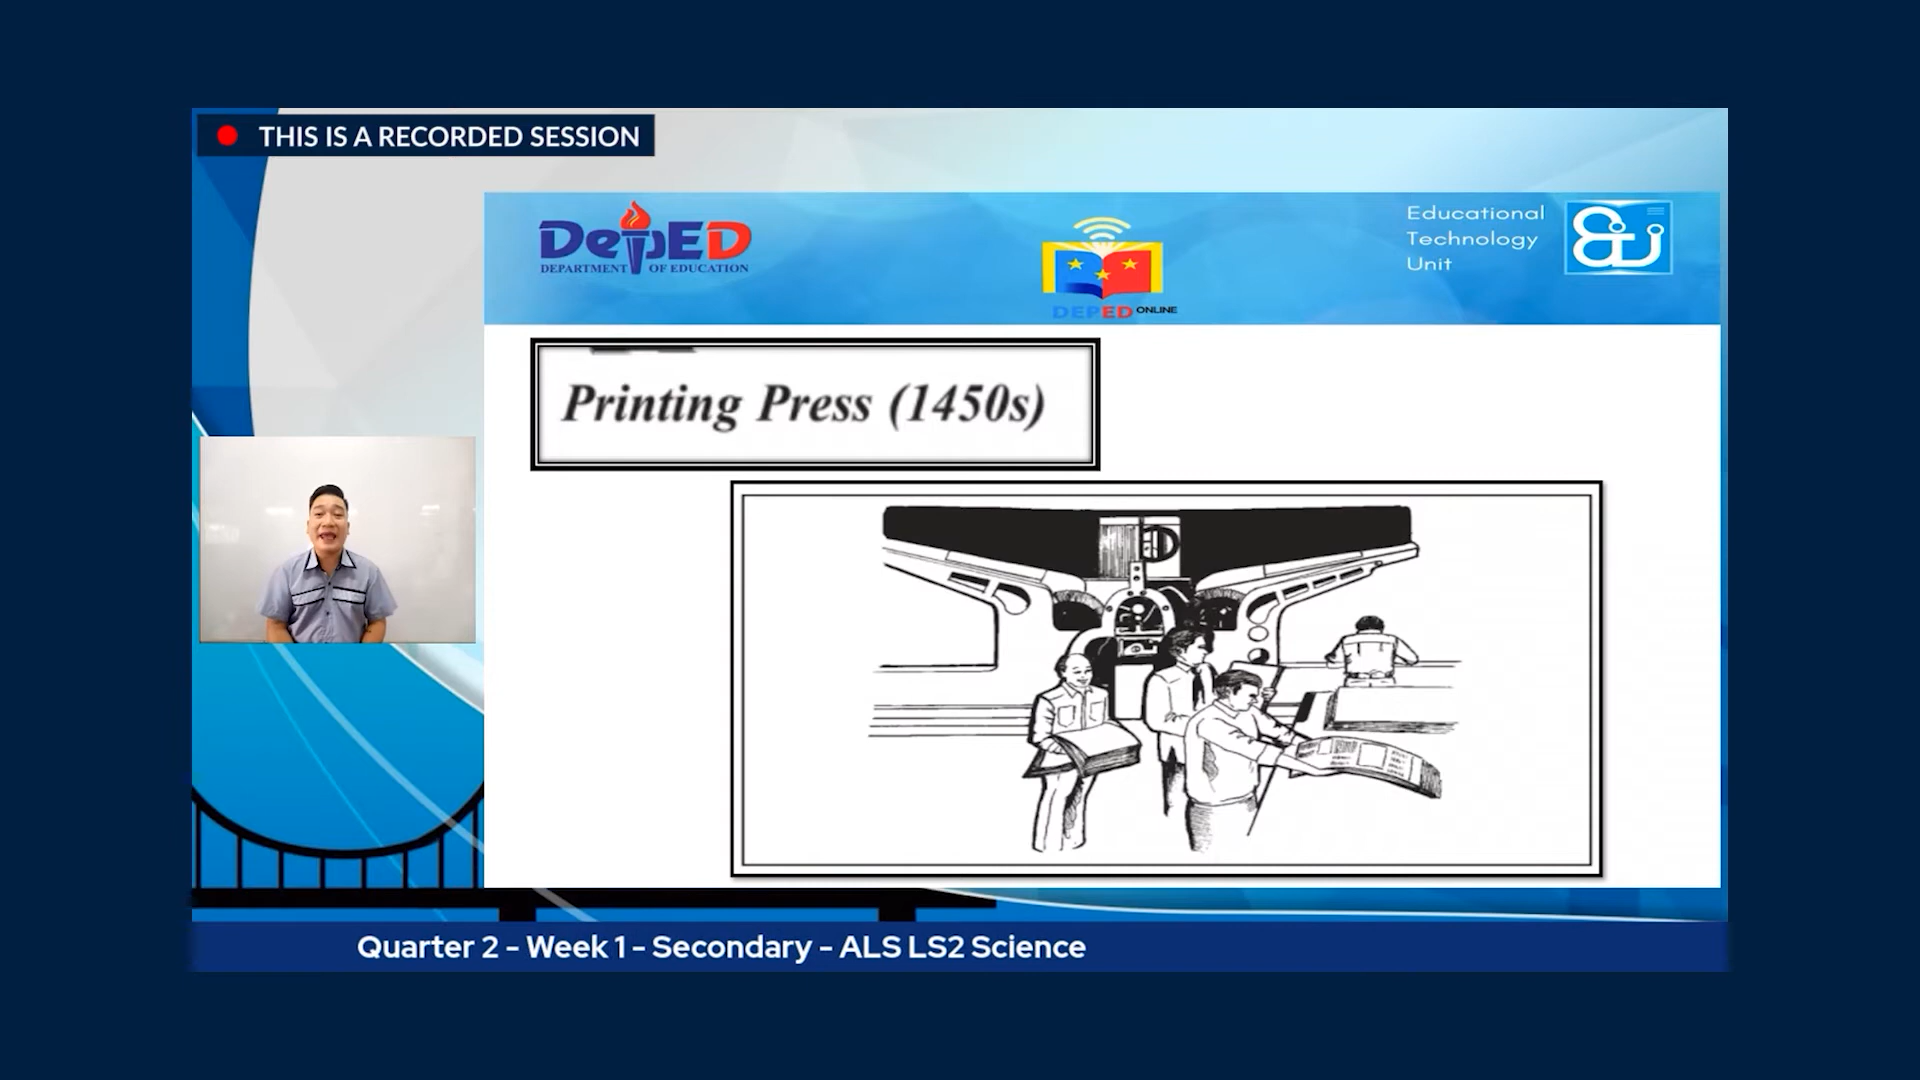 THIS IS A RECORDED SESSION
DepED
DEPARTMENT OF EDUCATION
DEPED ONLINE
Educational
Technology
Unit
Printing Press (1450s)
Quarter 2 - Week 1 - Secondary - ALS LS2 Science